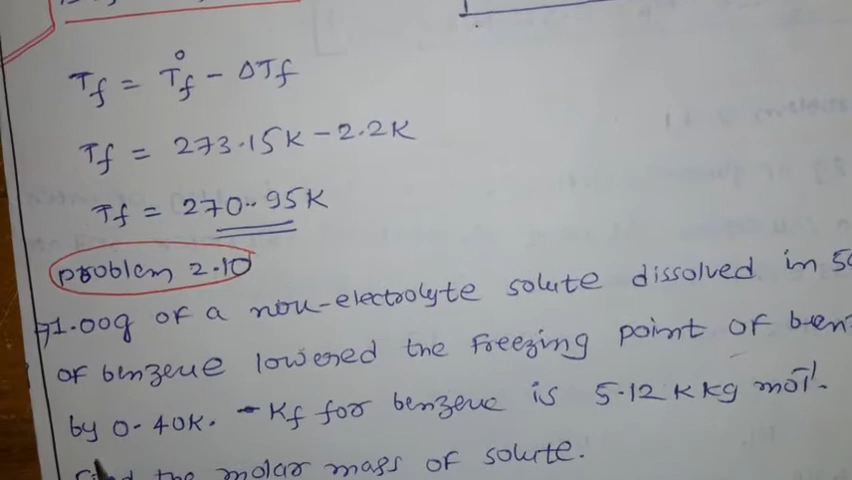 Tf = T°f - ΔTf
Tf = 273.15K - 2.2K
Tf = 270.95K
Problem 2.10
→1.00g of a non-electrolyte solute dissolved in 50
of benzene lowered the freezing point of ben
by 0.40K. - Kf for benzene is 5.12 K kg mol⁻¹.
the molar mass of solute.